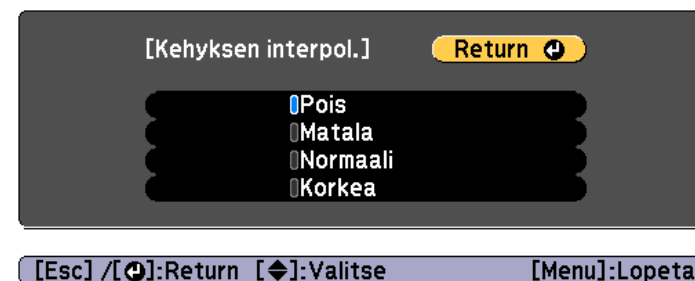 [Kehyksen interpol.] Return
Pois
Matala
Normaali
Korkea
[Esc] /[⏎]:Return [◆]:Valitse [Menu]:Lopeta